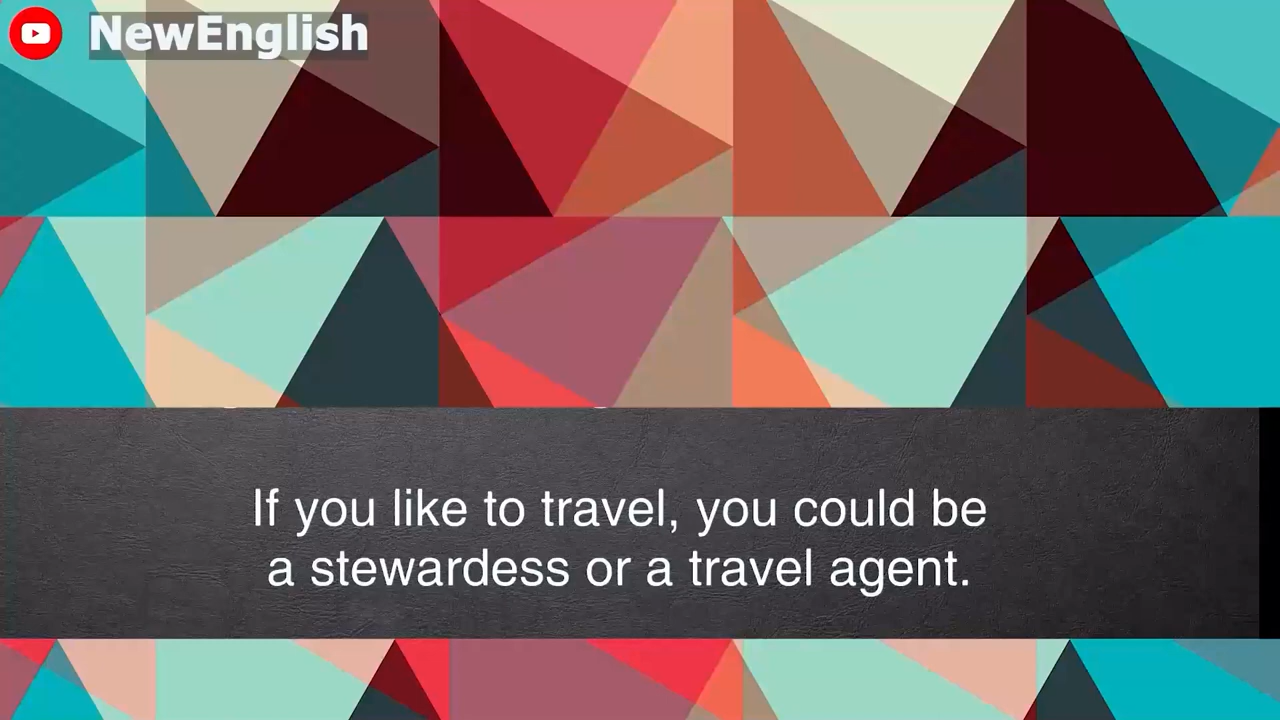 NewEnglish
If you like to travel, you could be
a stewardess or a travel agent.